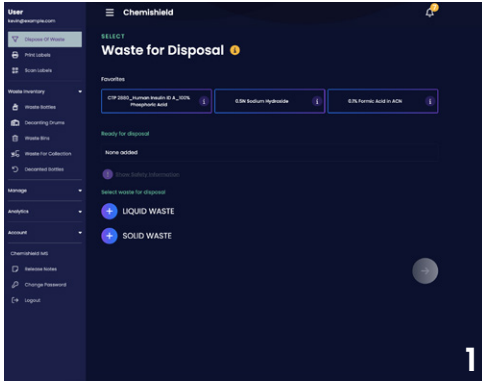 User
kevin@example.com
Dispose Of Waste
Print Labels
Scan Labels
Waste Inventory
Waste Bottles
Decanting Drums
Waste Bins
Waste For Collection
Decanted Bottles
Manage
Analytics
Account
Chemishield IMS
Release Notes
Change Password
Logout
Chemishield
SELECT
Waste for Disposal
Favorites
CTP 2880_Human Insulin ID A_100% Phosphoric Acid
0.5N Sodium Hydroxide
0.1% Formic Acid in ACN
Ready for disposal
None added
Show Safety Information
Select waste for disposal
LIQUID WASTE
SOLID WASTE
1